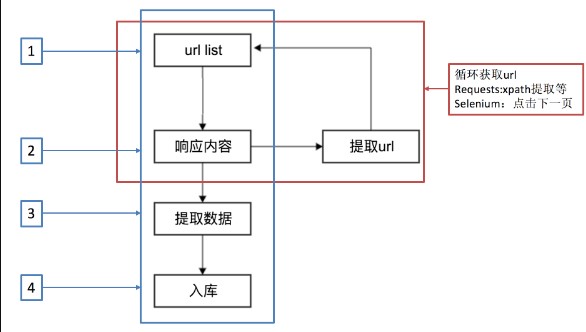 1
url list
循环获取url
Requests:xpath提取等
Selenium：点击下一页
2
响应内容
提取url
3
提取数据
4
入库